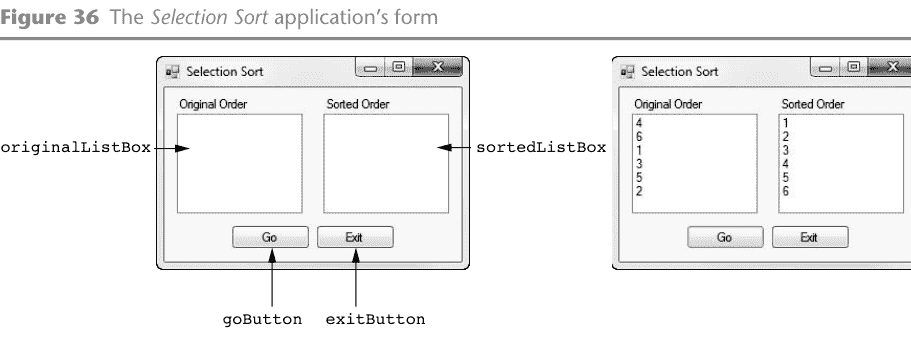 Figure 36 The Selection Sort application's form
Selection Sort
Original Order Sorted Order
originalListBox
sortedListBox
Go Exit
goButton exitButton
Selection Sort
Original Order Sorted Order
4 1
6 2
1 3
3 4
5 5
2 6
Go Exit